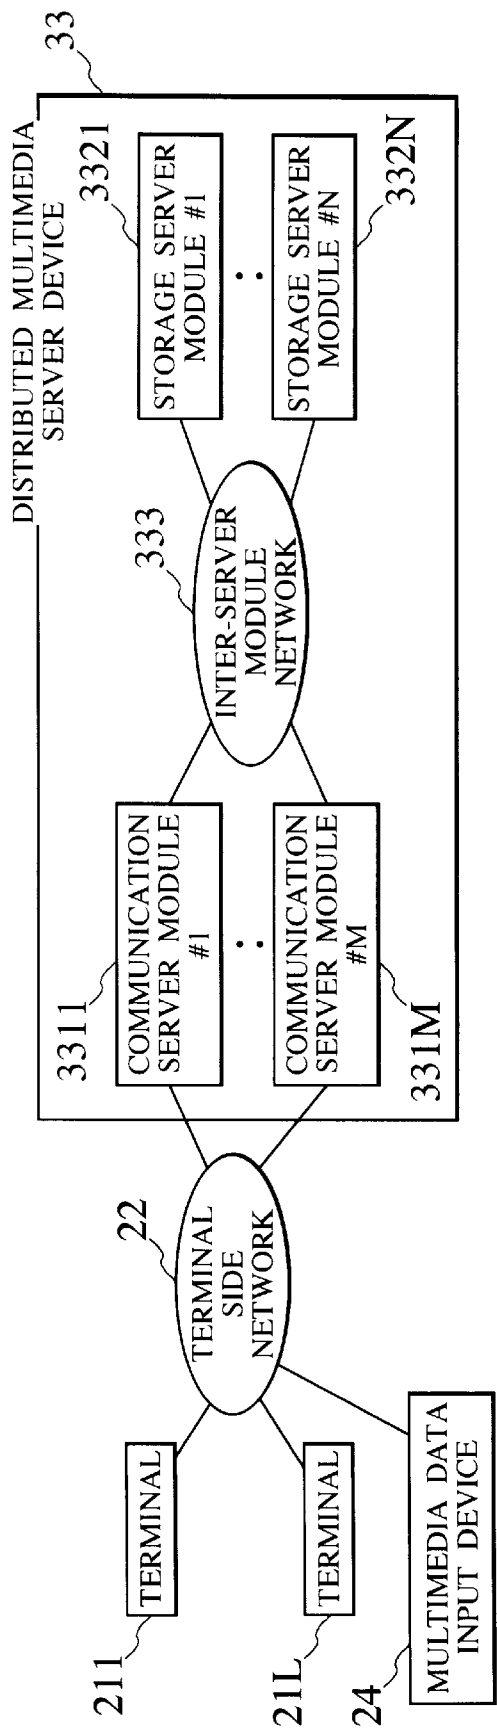 211
TERMINAL
21L
TERMINAL
24
MULTIMEDIA DATA
INPUT DEVICE
22
TERMINAL
SIDE
NETWORK
3311
COMMUNICATION
SERVER MODULE
#1
COMMUNICATION
SERVER MODULE
#M
331M
333
INTER-SERVER
MODULE
NETWORK
DISTRIBUTED MULTIMEDIA
SERVER DEVICE
33
3321
STORAGE SERVER
MODULE #1
STORAGE SERVER
MODULE #N
332N